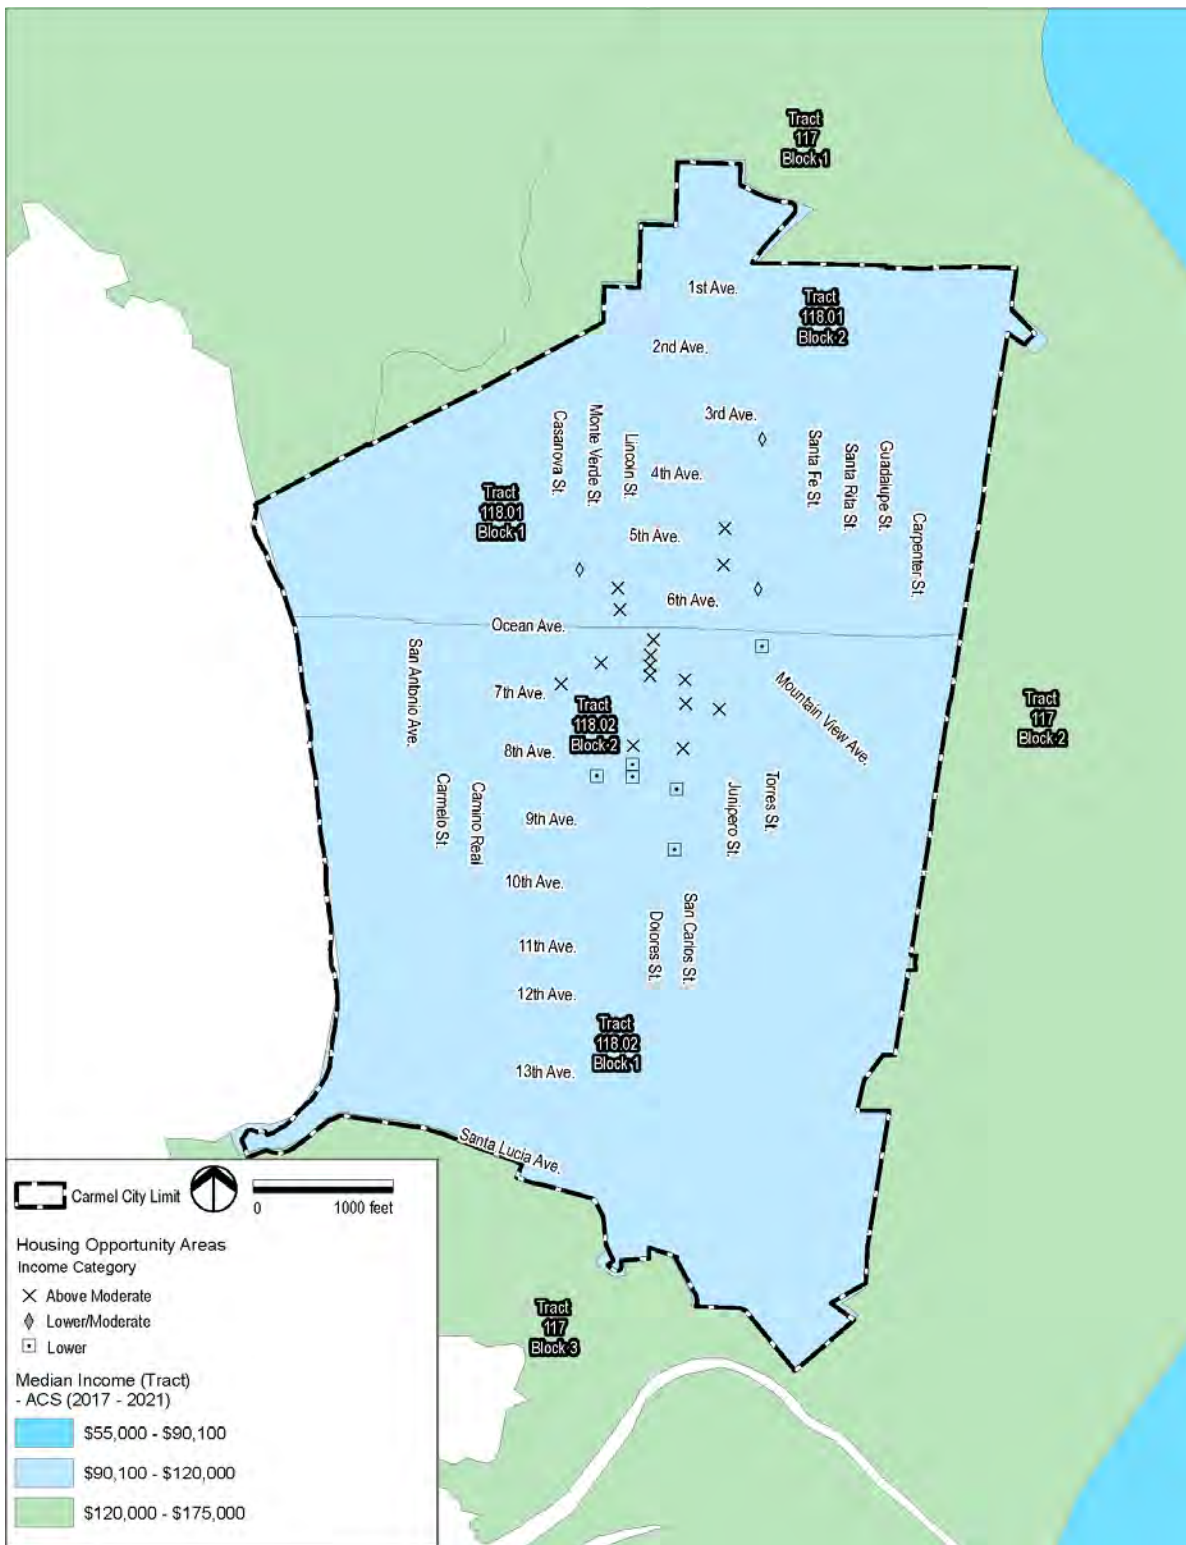 Tract
117
Block 1
1st Ave.
Tract
118.01
Block 2
2nd Ave.
3rd Ave.
Casanova St.
Monte Verde St.
Lincoln St.
Santa Fe St.
Santa Rita St.
Guadalupe St.
Carpenter St.
4th Ave.
Tract
118.01
Block 1
5th Ave.
6th Ave.
Ocean Ave.
San Antonio Ave.
7th Ave.
Mountain View Ave.
Tract
117
Block 2
Tract
118.02
Block 2
8th Ave.
Carmelo St.
Camino Real
Junipero St.
Torres St.
9th Ave.
10th Ave.
Dolores St.
San Carlos St.
11th Ave.
12th Ave.
Tract
118.02
Block 1
13th Ave.
Santa Lucia Ave.
Tract
117
Block 3
Carmel City Limit
0 1000 feet
Housing Opportunity Areas
Income Category
Above Moderate
Lower/Moderate
Lower
Median Income (Tract)
- ACS (2017 - 2021)
$55,000 - $90,100
$90,100 - $120,000
$120,000 - $175,000